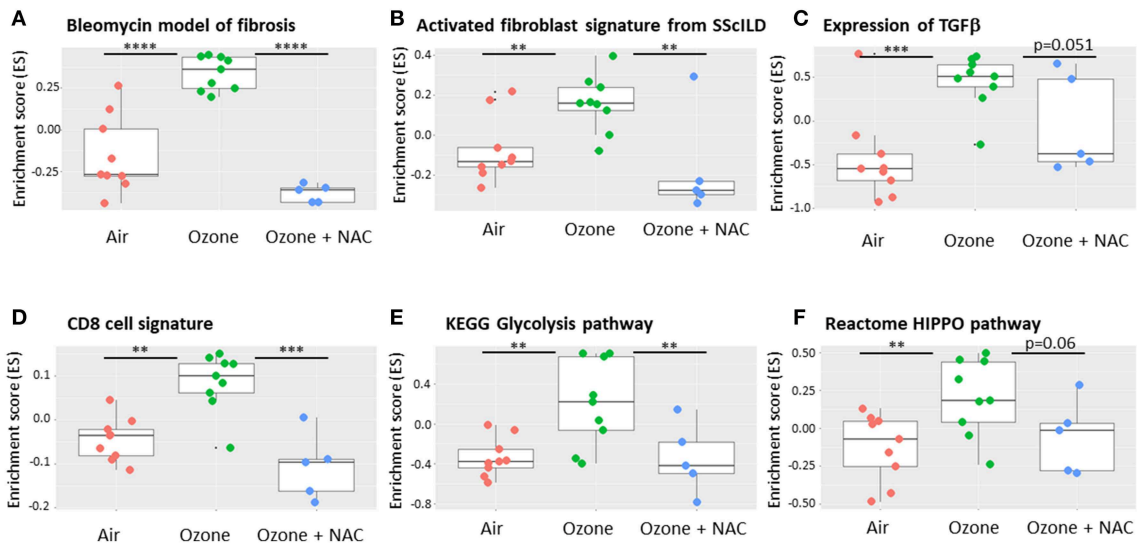 A Bleomycin model of fibrosis
B Activated fibroblast signature from SScILD
C Expression of TGFβ
Enrichment score (ES)
0.25
0.00
-0.25
**** ****
Air Ozone Ozone + NAC
Enrichment score (ES)
0.4
0.2
0.0
-0.2
** **
Air Ozone Ozone + NAC
Enrichment score (ES)
0.5
0.0
-0.5
-1.0
*** p=0.051
Air Ozone Ozone + NAC
D CD8 cell signature
E KEGG Glycolysis pathway
F Reactome HIPPO pathway
Enrichment score (ES)
0.1
0.0
-0.1
-0.2
** ***
Air Ozone Ozone + NAC
Enrichment score (ES)
0.4
0.0
-0.4
-0.8
** **
Air Ozone Ozone + NAC
Enrichment score (ES)
0.50
0.25
0.00
-0.25
-0.50
** p=0.06
Air Ozone Ozone + NAC